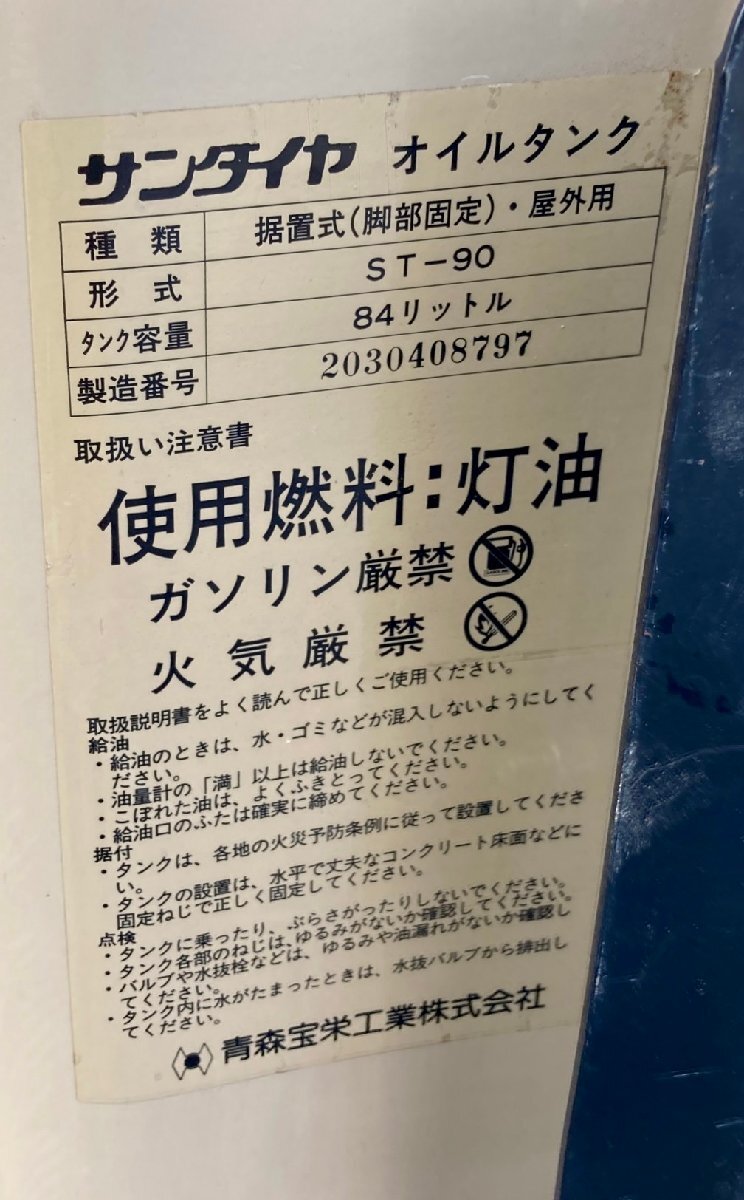 サンダイヤ オイルタンク
種類 据置式(脚部固定)・屋外用
形式 ST-90
タンク容量 84リットル
製造番号 2030408797
取扱い注意書
使用燃料:灯油
ガソリン厳禁
火気厳禁
取扱説明書をよく読んで正しくご使用ください。
給油
・給油のときは、水・ゴミなどが混入しないようにしてく
ださい。
・油量計の「満」以上は給油しないでください。
・こぼれた油は、よくふきとってください。
・給油口のふたは確実に締めてください。
据付
・タンクは、各地の火災予防条例に従って設置してくださ
い。
・タンクの設置は、水平で丈夫なコンクリート床面などに
固定ねじで正しく固定してください。
点検
・タンクに乗ったり、ぶらさがったりしないでください。
・タンク各部のねじは、ゆるみがないか確認してください。
・バルブや水抜栓などは、ゆるみや油漏れがないか確認し
てください。
・タンク内に水がたまったときは、水抜バルブから排出し
てください。
青森宝栄工業株式会社